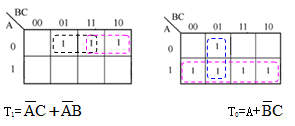 BC BC
A 00 01 11 10 A 00 01 11 10
0 1 1 1 0 1
1 1 1 1 1 1
T₁=A̅C+A̅B T₀=A+B̅C